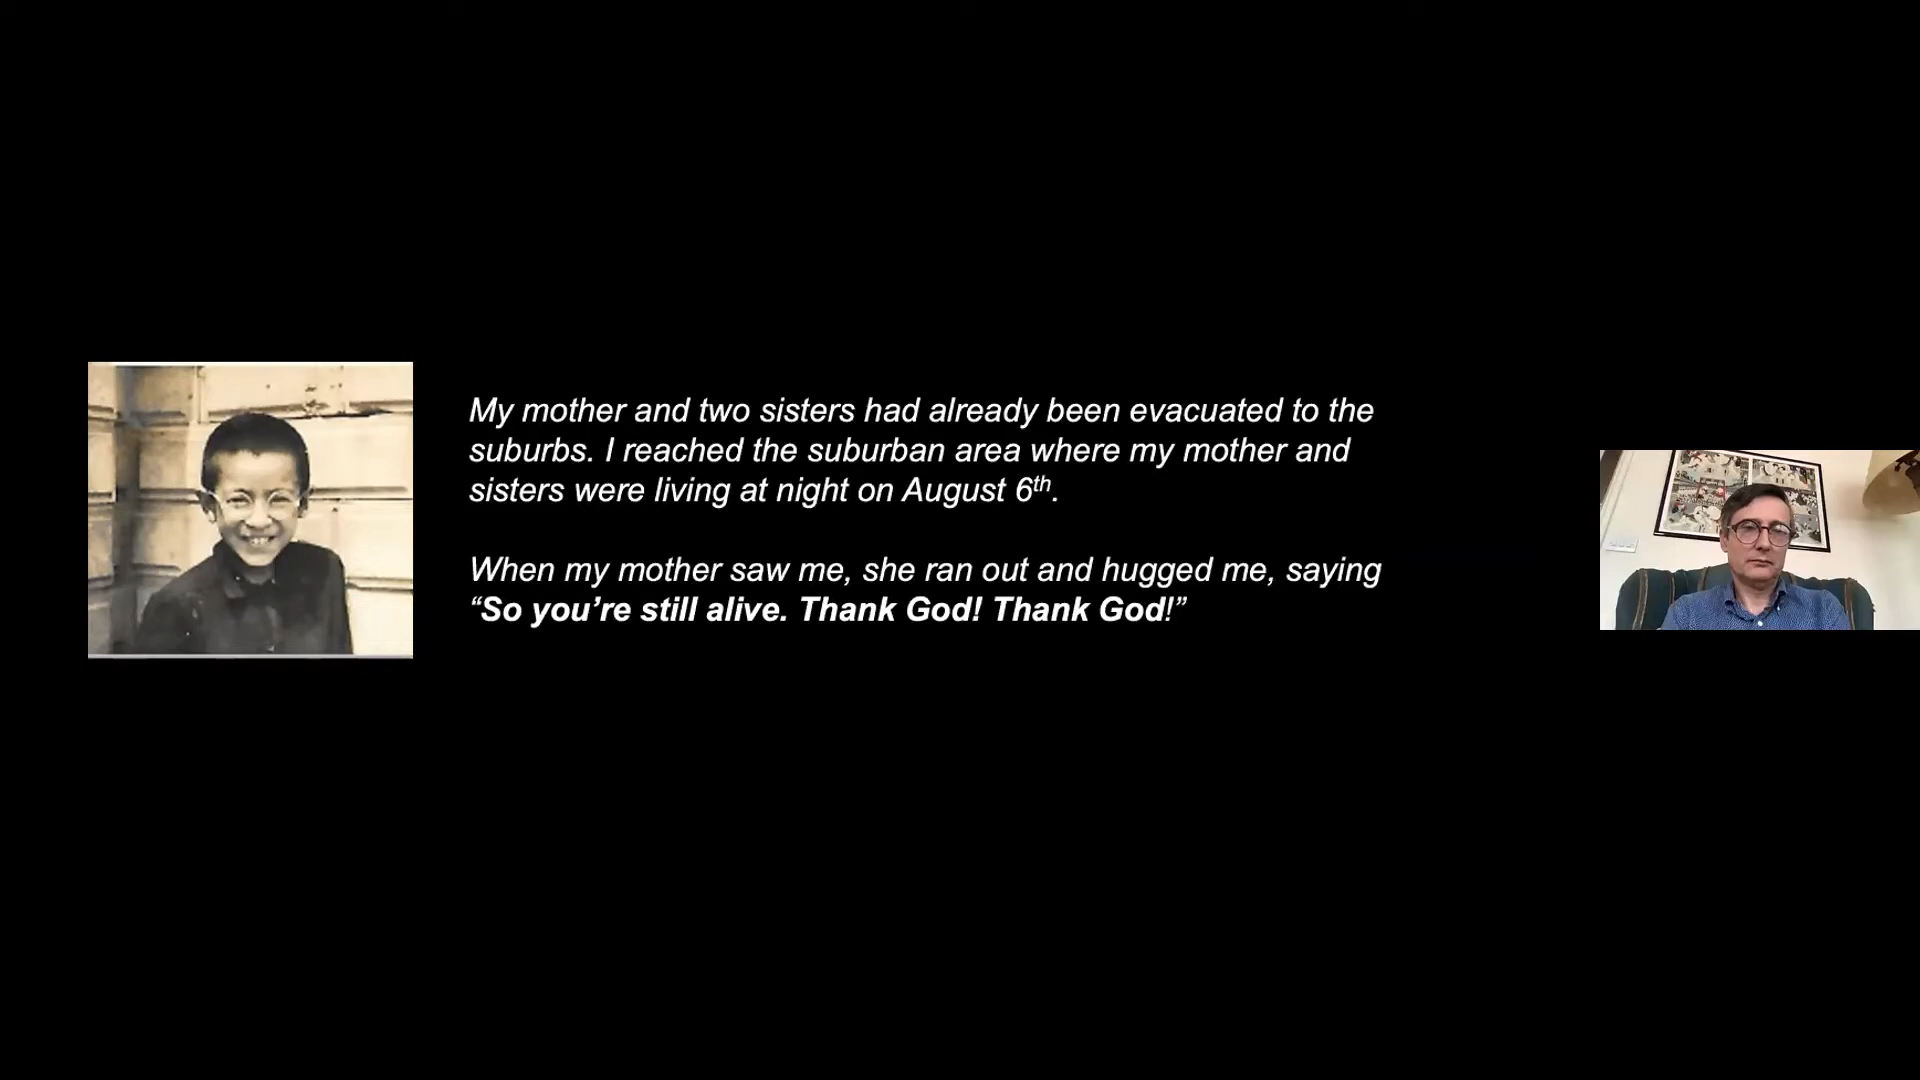 My mother and two sisters had already been evacuated to the
suburbs. I reached the suburban area where my mother and
sisters were living at night on August 6th.
When my mother saw me, she ran out and hugged me, saying
“So you’re still alive. Thank God! Thank God!”